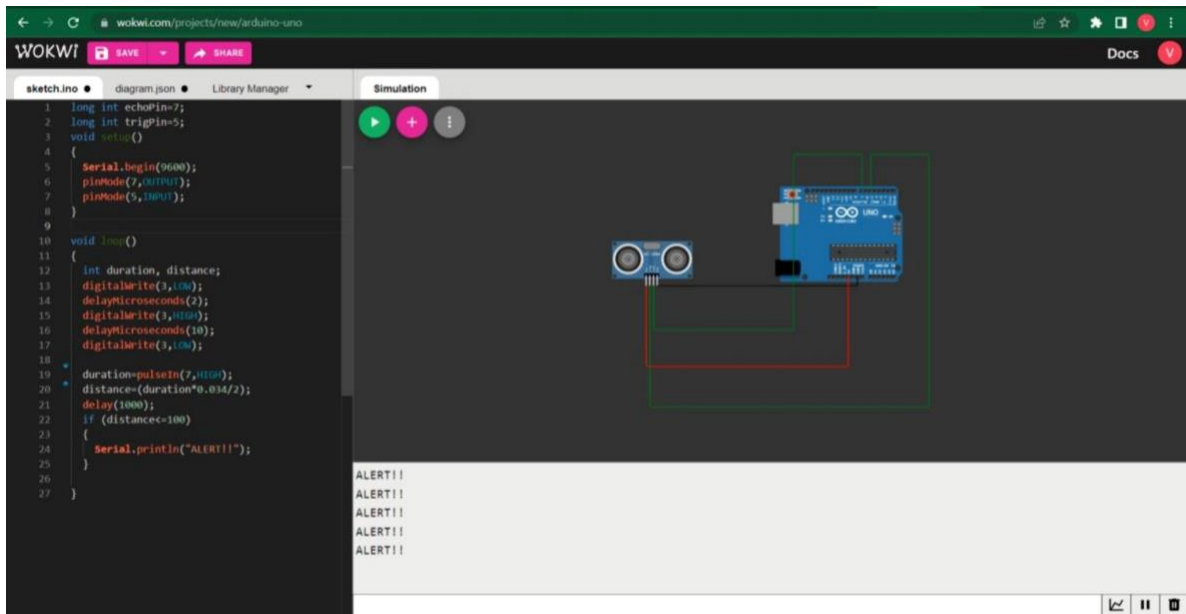 wokwi.com/projects/new/arduino-uno
V
WOKWI SAVE SHARE Docs V
sketch.ino diagram.json Library Manager Simulation
1 long int echoPin=7;
2 long int trigPin=5;
3 void setup()
4 {
5 Serial.begin(9600);
6 pinMode(7,OUTPUT);
7 pinMode(5,INPUT);
8 }
9
10 void loop()
11 {
12 int duration, distance;
13 digitalWrite(3,LOW);
14 delayMicroseconds(2);
15 digitalWrite(3,HIGH);
16 delayMicroseconds(10);
17 digitalWrite(3,LOW);
18
19 duration=pulseIn(7,HIGH);
20 distance=(duration*0.034/2);
21 delay(1000);
22 if (distance<=100)
23 {
24 Serial.println("ALERT!!");
25 }
26
27 }
UNO
ALERT!!
ALERT!!
ALERT!!
ALERT!!
ALERT!!